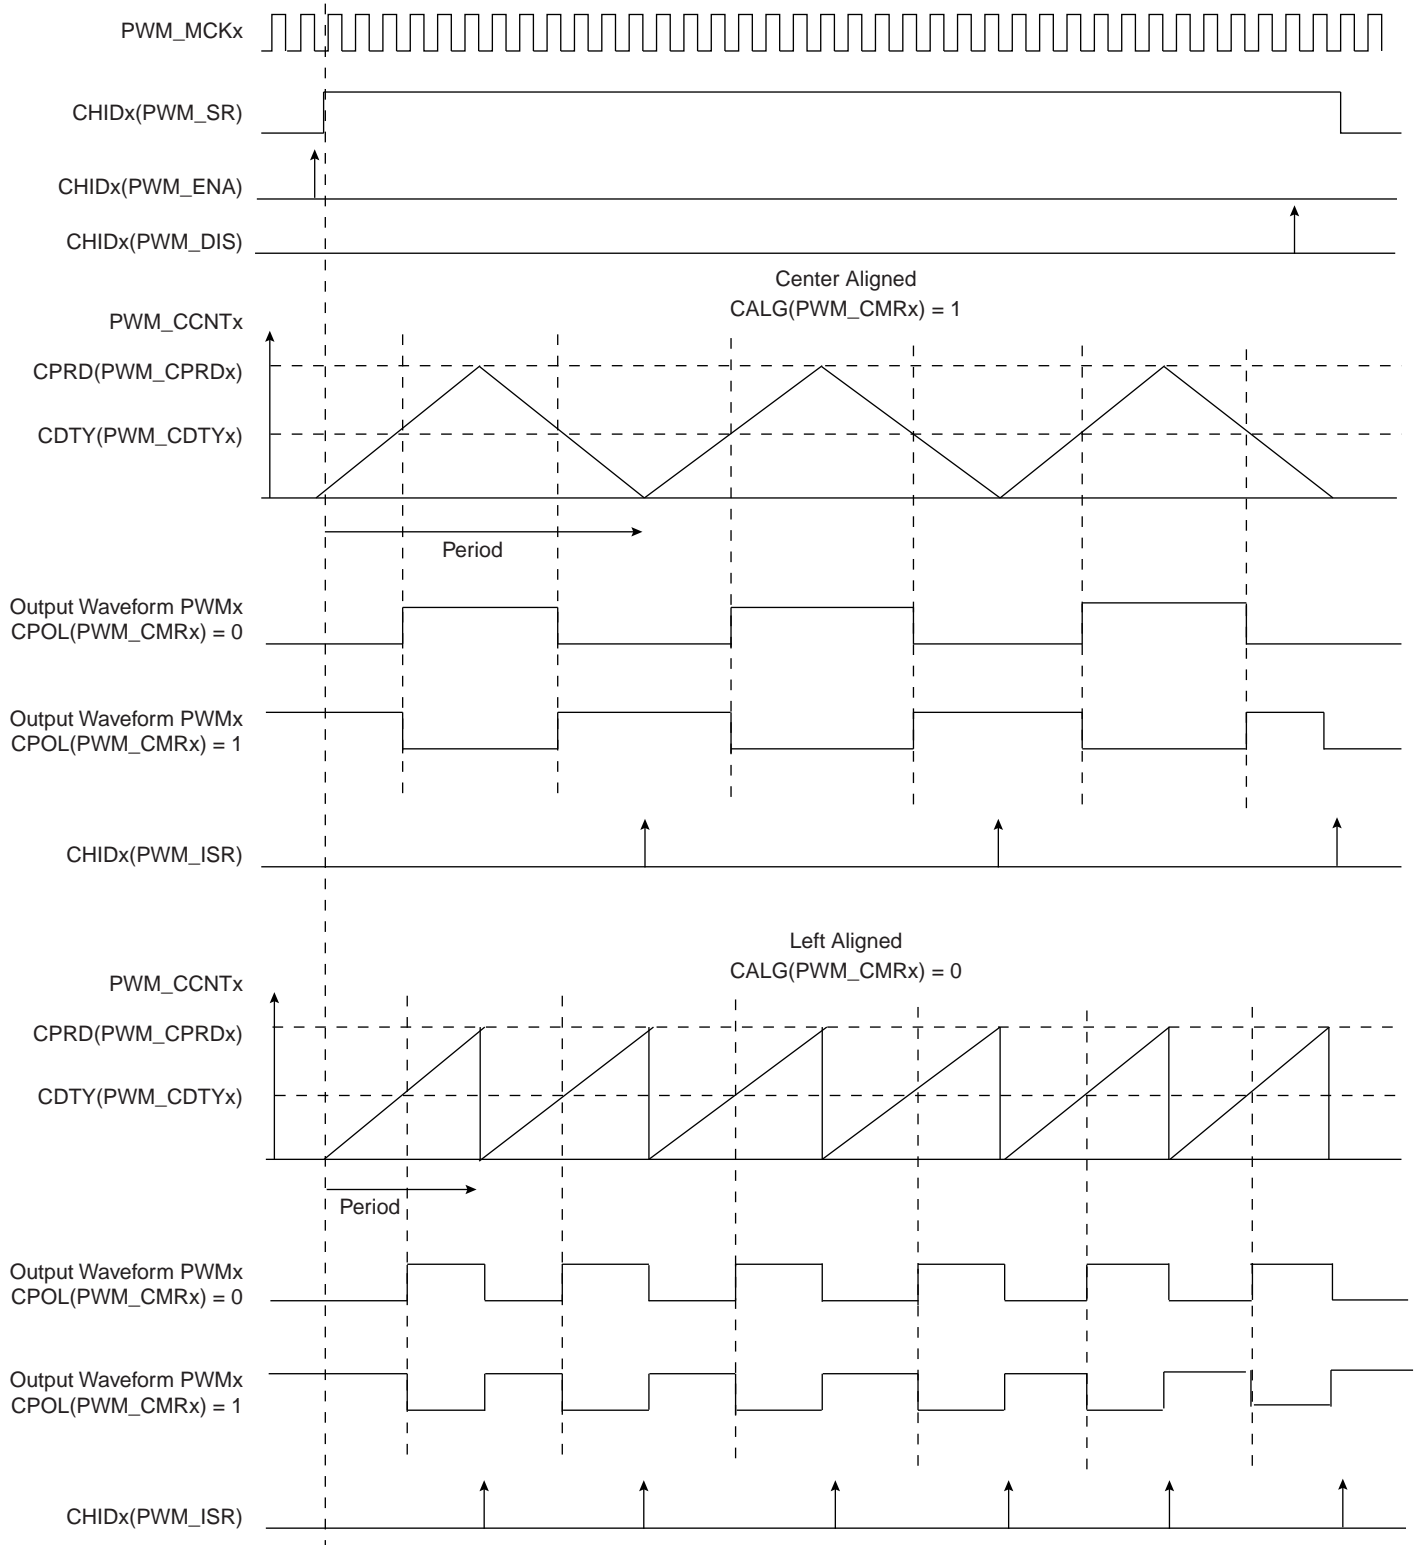 PWM_MCKx
CHIDx(PWM_SR)
CHIDx(PWM_ENA)
CHIDx(PWM_DIS)
Center Aligned
CALG(PWM_CMRx) = 1
PWM_CCNTx
CPRD(PWM_CPRDx)
CDTY(PWM_CDTYx)
Period
Output Waveform PWMx
CPOL(PWM_CMRx) = 0
Output Waveform PWMx
CPOL(PWM_CMRx) = 1
CHIDx(PWM_ISR)
Left Aligned
CALG(PWM_CMRx) = 0
PWM_CCNTx
CPRD(PWM_CPRDx)
CDTY(PWM_CDTYx)
Period
Output Waveform PWMx
CPOL(PWM_CMRx) = 0
Output Waveform PWMx
CPOL(PWM_CMRx) = 1
CHIDx(PWM_ISR)